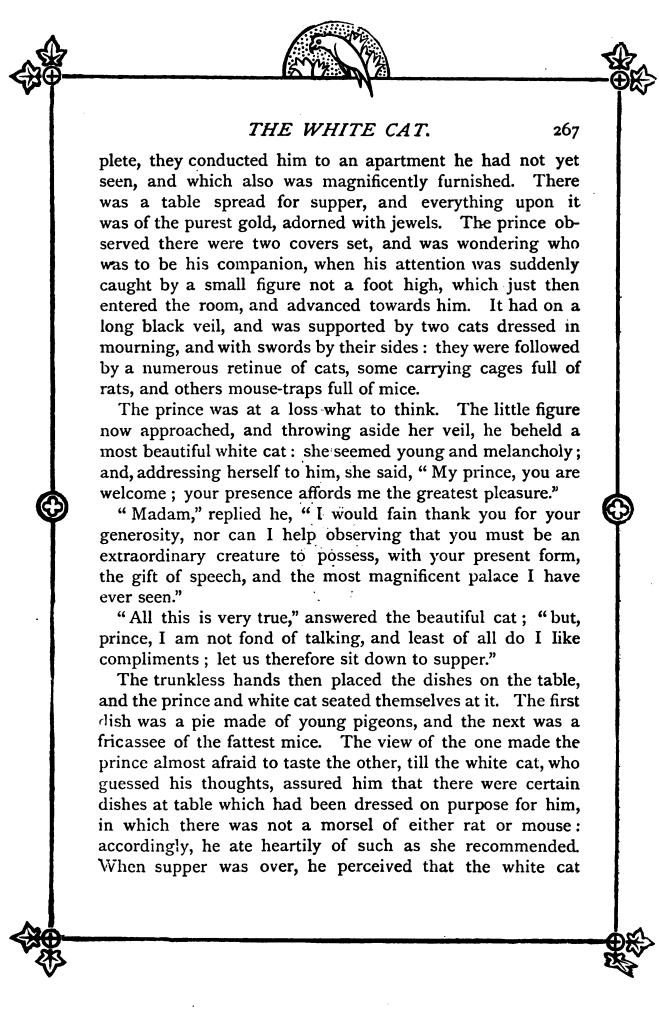 THE WHITE CAT. 267
plete, they conducted him to an apartment he had not yet
seen, and which also was magnificently furnished. There
was a table spread for supper, and everything upon it
was of the purest gold, adorned with jewels. The prince ob-
served there were two covers set, and was wondering who
was to be his companion, when his attention was suddenly
caught by a small figure not a foot high, which just then
entered the room, and advanced towards him. It had on a
long black veil, and was supported by two cats dressed in
mourning, and with swords by their sides : they were followed
by a numerous retinue of cats, some carrying cages full of
rats, and others mouse-traps full of mice.
The prince was at a loss what to think. The little figure
now approached, and throwing aside her veil, he beheld a
most beautiful white cat : she seemed young and melancholy ;
and, addressing herself to him, she said, “ My prince, you are
welcome ; your presence affords me the greatest pleasure.”
“ Madam,” replied he, “ I would fain thank you for your
generosity, nor can I help observing that you must be an
extraordinary creature to possess, with your present form,
the gift of speech, and the most magnificent palace I have
ever seen.”
“ All this is very true,” answered the beautiful cat ; “ but,
prince, I am not fond of talking, and least of all do I like
compliments ; let us therefore sit down to supper.”
The trunkless hands then placed the dishes on the table,
and the prince and white cat seated themselves at it. The first
dish was a pie made of young pigeons, and the next was a
fricassee of the fattest mice. The view of the one made the
prince almost afraid to taste the other, till the white cat, who
guessed his thoughts, assured him that there were certain
dishes at table which had been dressed on purpose for him,
in which there was not a morsel of either rat or mouse :
accordingly, he ate heartily of such as she recommended.
When supper was over, he perceived that the white cat